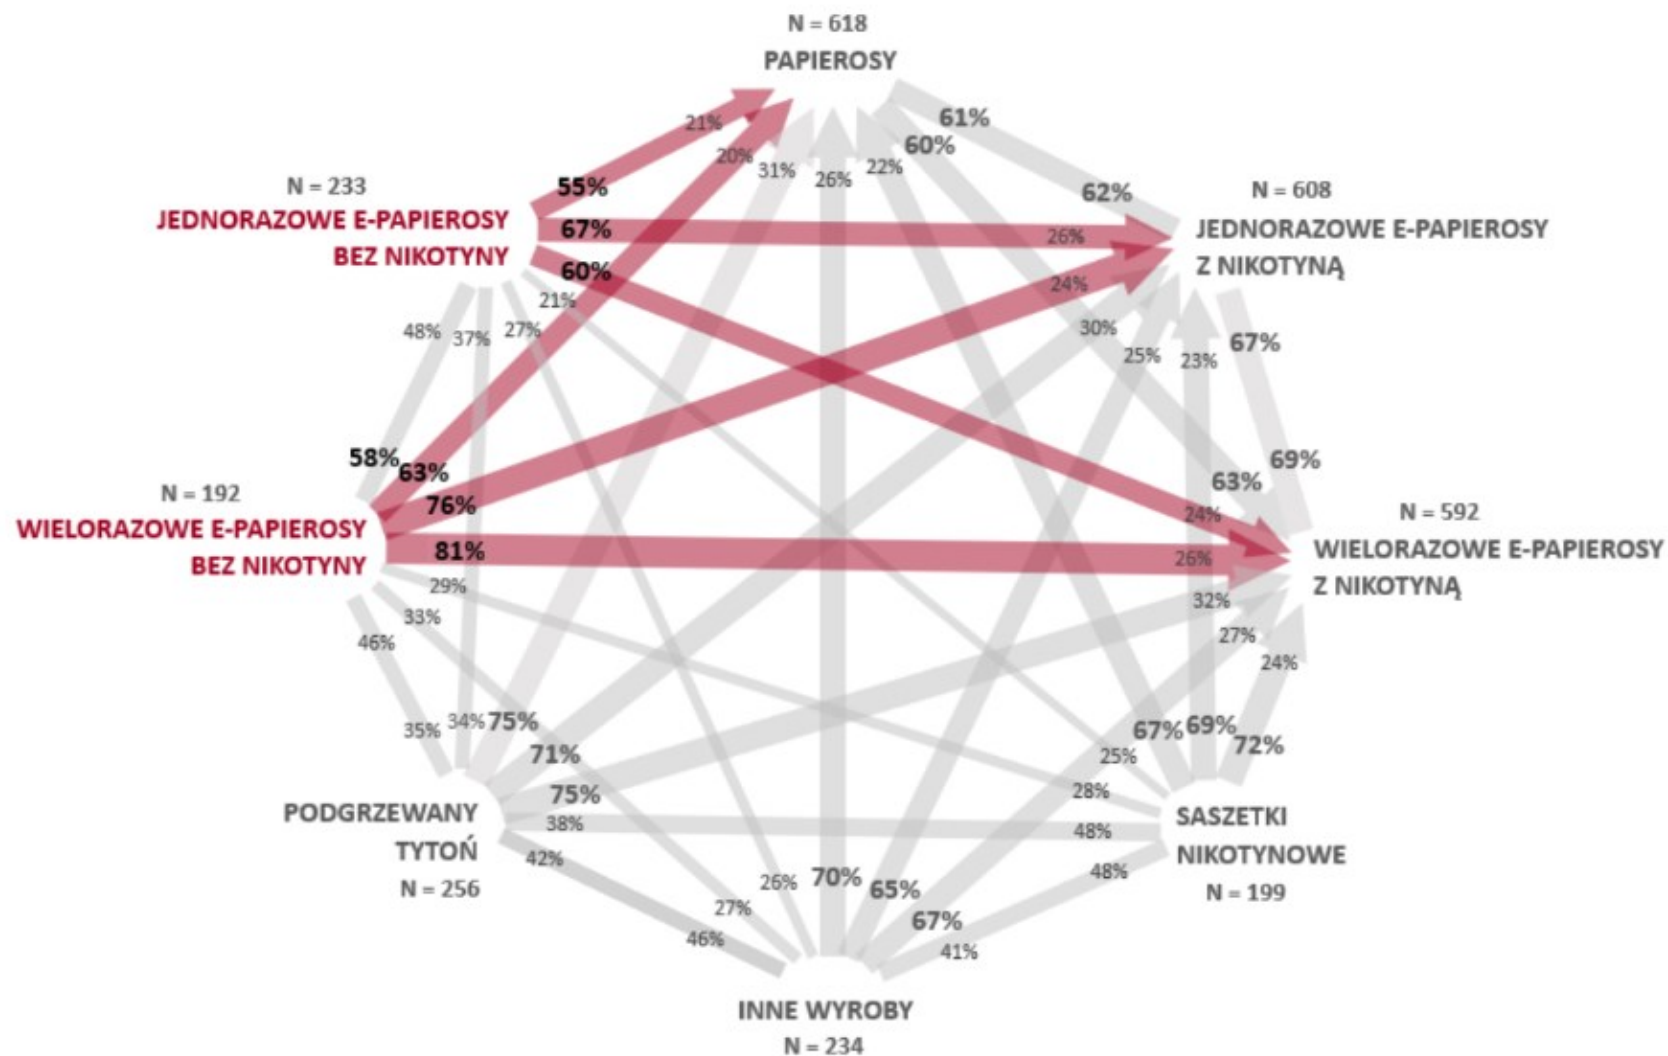 N = 618
PAPIEROSY
61%
21%
60%
20%
31%
22%
26%
N = 233
55%
62%
N = 608
JEDNORAZOWE E-PAPIEROSY
BEZ NIKOTYNY
67%
26%
JEDNORAZOWE E-PAPIEROSY
Z NIKOTYNĄ
60%
24%
21%
48%
37%
27%
30%
25%
23%
67%
58%
63%
69%
63%
N = 192
76%
24%
N = 592
WIELORAZOWE E-PAPIEROSY
BEZ NIKOTYNY
81%
26%
WIELORAZOWE E-PAPIEROSY
Z NIKOTYNĄ
29%
32%
33%
27%
46%
24%
35%
34%
75%
67%
69%
72%
71%
25%
75%
28%
PODGRZEWANY
TYTOŃ
N = 256
38%
48%
SASZETKI
NIKOTYNOWE
N = 199
42%
48%
26%
70%
65%
27%
67%
46%
41%
INNE WYROBY
N = 234